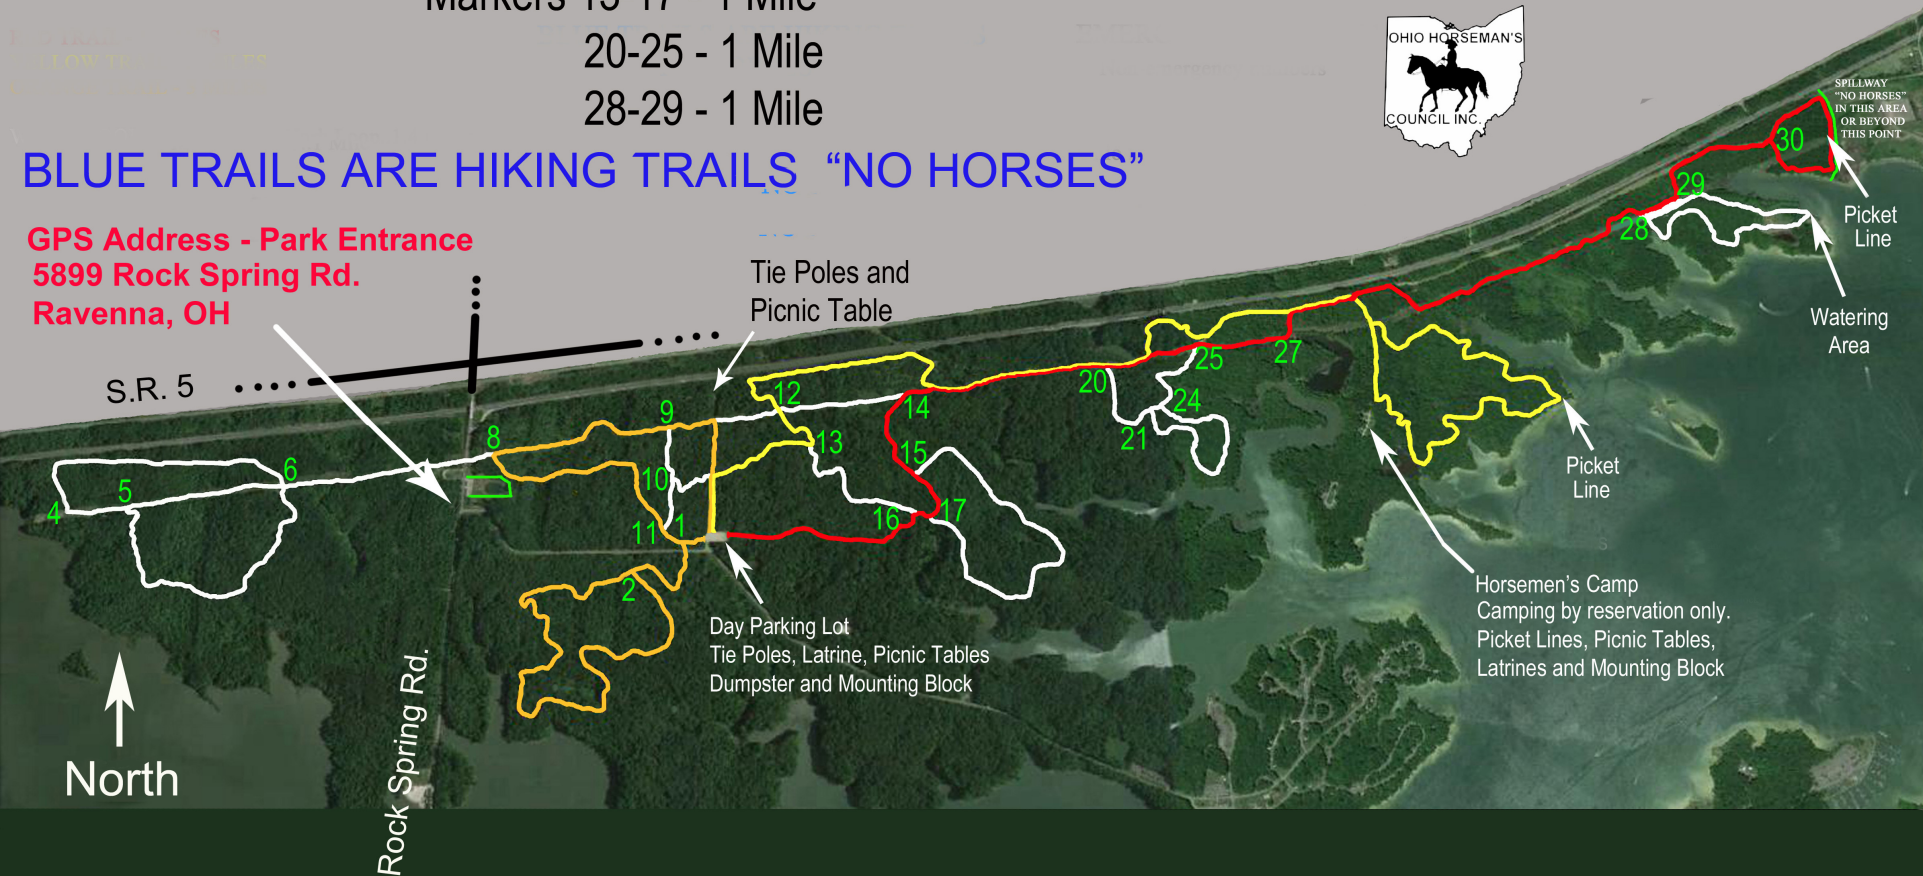 Markers 15-17 - 1 Mile
20-25 - 1 Mile
28-29 - 1 Mile
BLUE TRAILS ARE HIKING TRAILS "NO HORSES"
OHIO HORSEMAN'S
COUNCIL INC.
SPILLWAY
"NO HORSES"
IN THIS AREA
OR BEYOND
THIS POINT
GPS Address - Park Entrance
5899 Rock Spring Rd.
Ravenna, OH
Tie Poles and
Picnic Table
S.R. 5
30
29
28
Picket
Line
Watering
Area
27
25
20
24
21
12
14
9
13
8
15
6
10
5
4
16
17
11
1
2
Picket
Line
Horsemen's Camp
Camping by reservation only.
Picket Lines, Picnic Tables,
Latrines and Mounting Block
Day Parking Lot
Tie Poles, Latrine, Picnic Tables
Dumpster and Mounting Block
Rock Spring Rd.
North